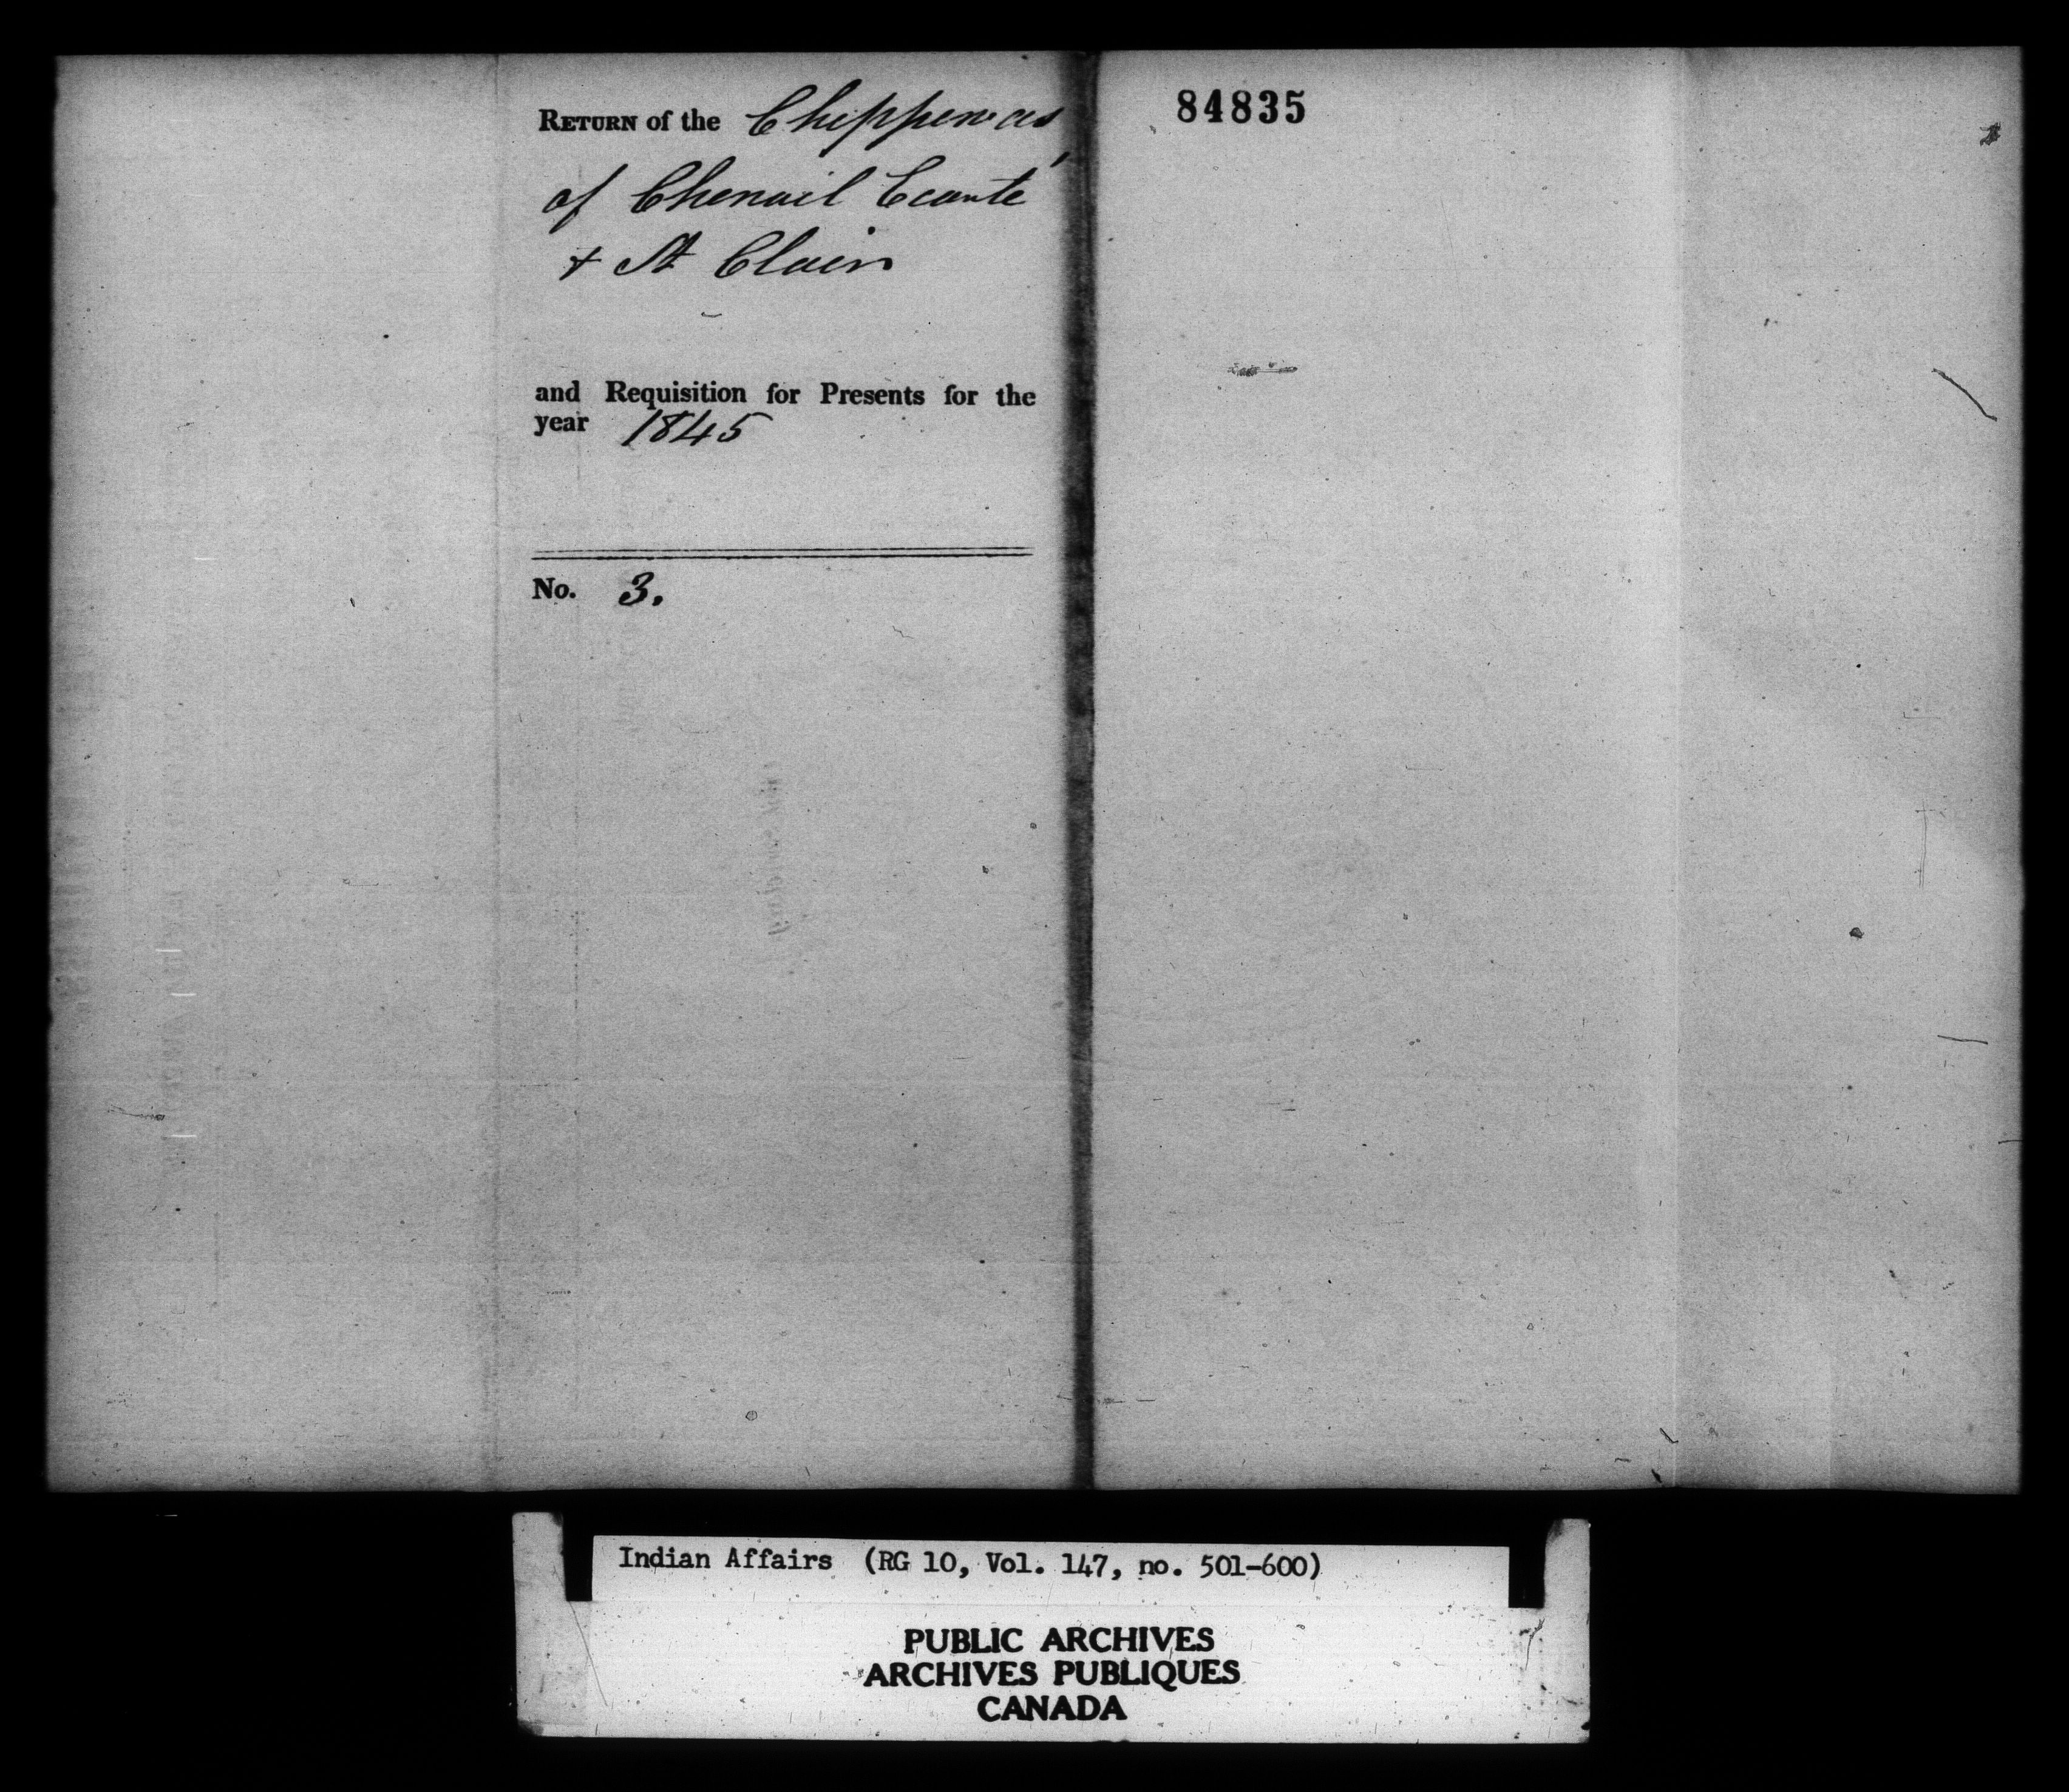 RETURN of the Chippewas
of Chenail Ecarté
+ St Clair
and Requisition for Presents for the
year 1845
No. 3.
84835
Indian Affairs (RG 10, Vol. 147, no. 501-600)
PUBLIC ARCHIVES
ARCHIVES PUBLIQUES
CANADA